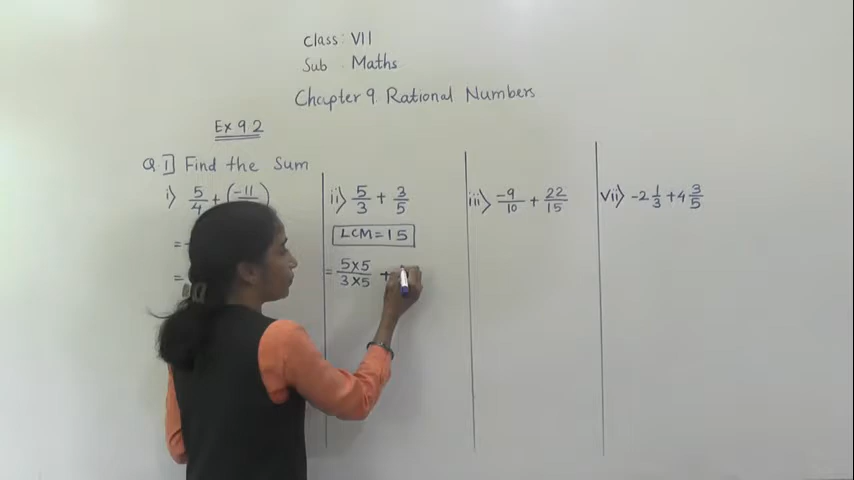 Class: VII
Sub . Maths
Chapter 9. Rational Numbers
Ex 9.2
Q.1] Find the Sum
i) 5/4 + (-11/
=
=
ii) 5/3 + 3/5
LCM = 15
= 5×5/3×5 +
iii) -9/10 + 22/15
vii) -2 1/3 + 4 3/5